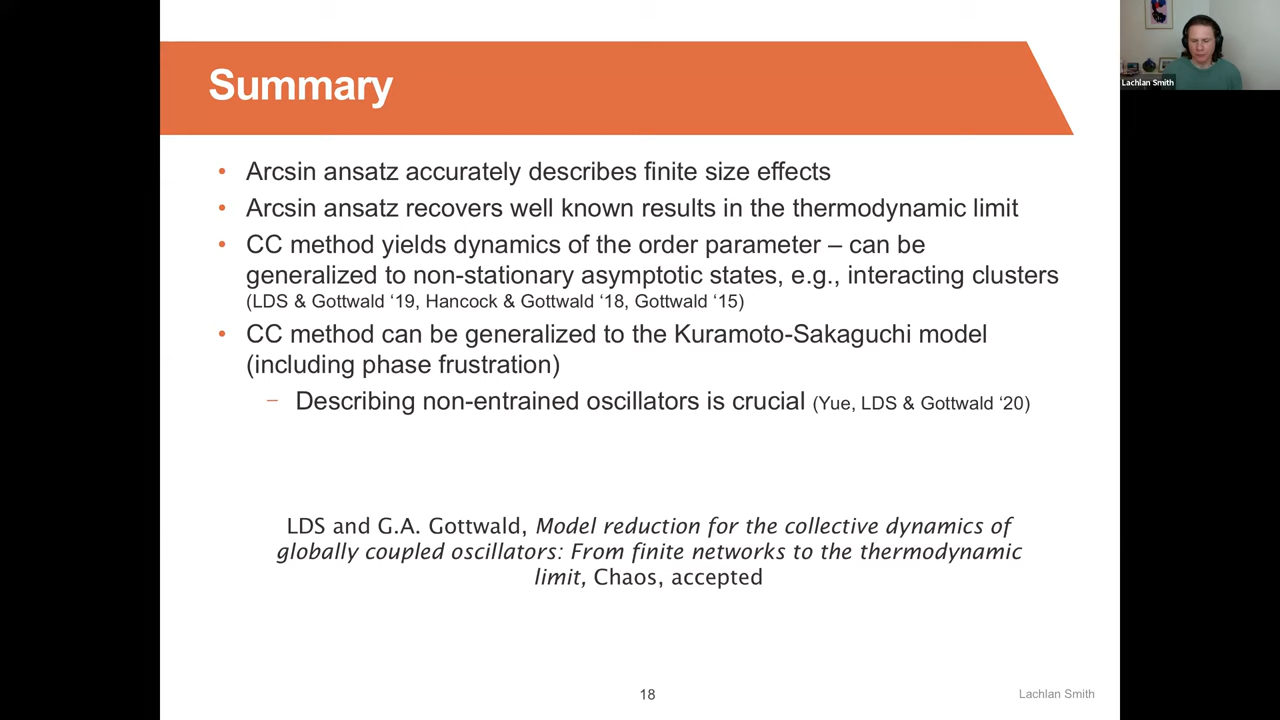 Summary
• Arcsin ansatz accurately describes finite size effects
• Arcsin ansatz recovers well known results in the thermodynamic limit
• CC method yields dynamics of the order parameter – can be
generalized to non-stationary asymptotic states, e.g., interacting clusters
(LDS & Gottwald ‘19, Hancock & Gottwald ‘18, Gottwald ‘15)
• CC method can be generalized to the Kuramoto-Sakaguchi model
(including phase frustration)
– Describing non-entrained oscillators is crucial (Yue, LDS & Gottwald ‘20)
LDS and G.A. Gottwald, Model reduction for the collective dynamics of
globally coupled oscillators: From finite networks to the thermodynamic
limit, Chaos, accepted
18
Lachlan Smith
Lachlan Smith